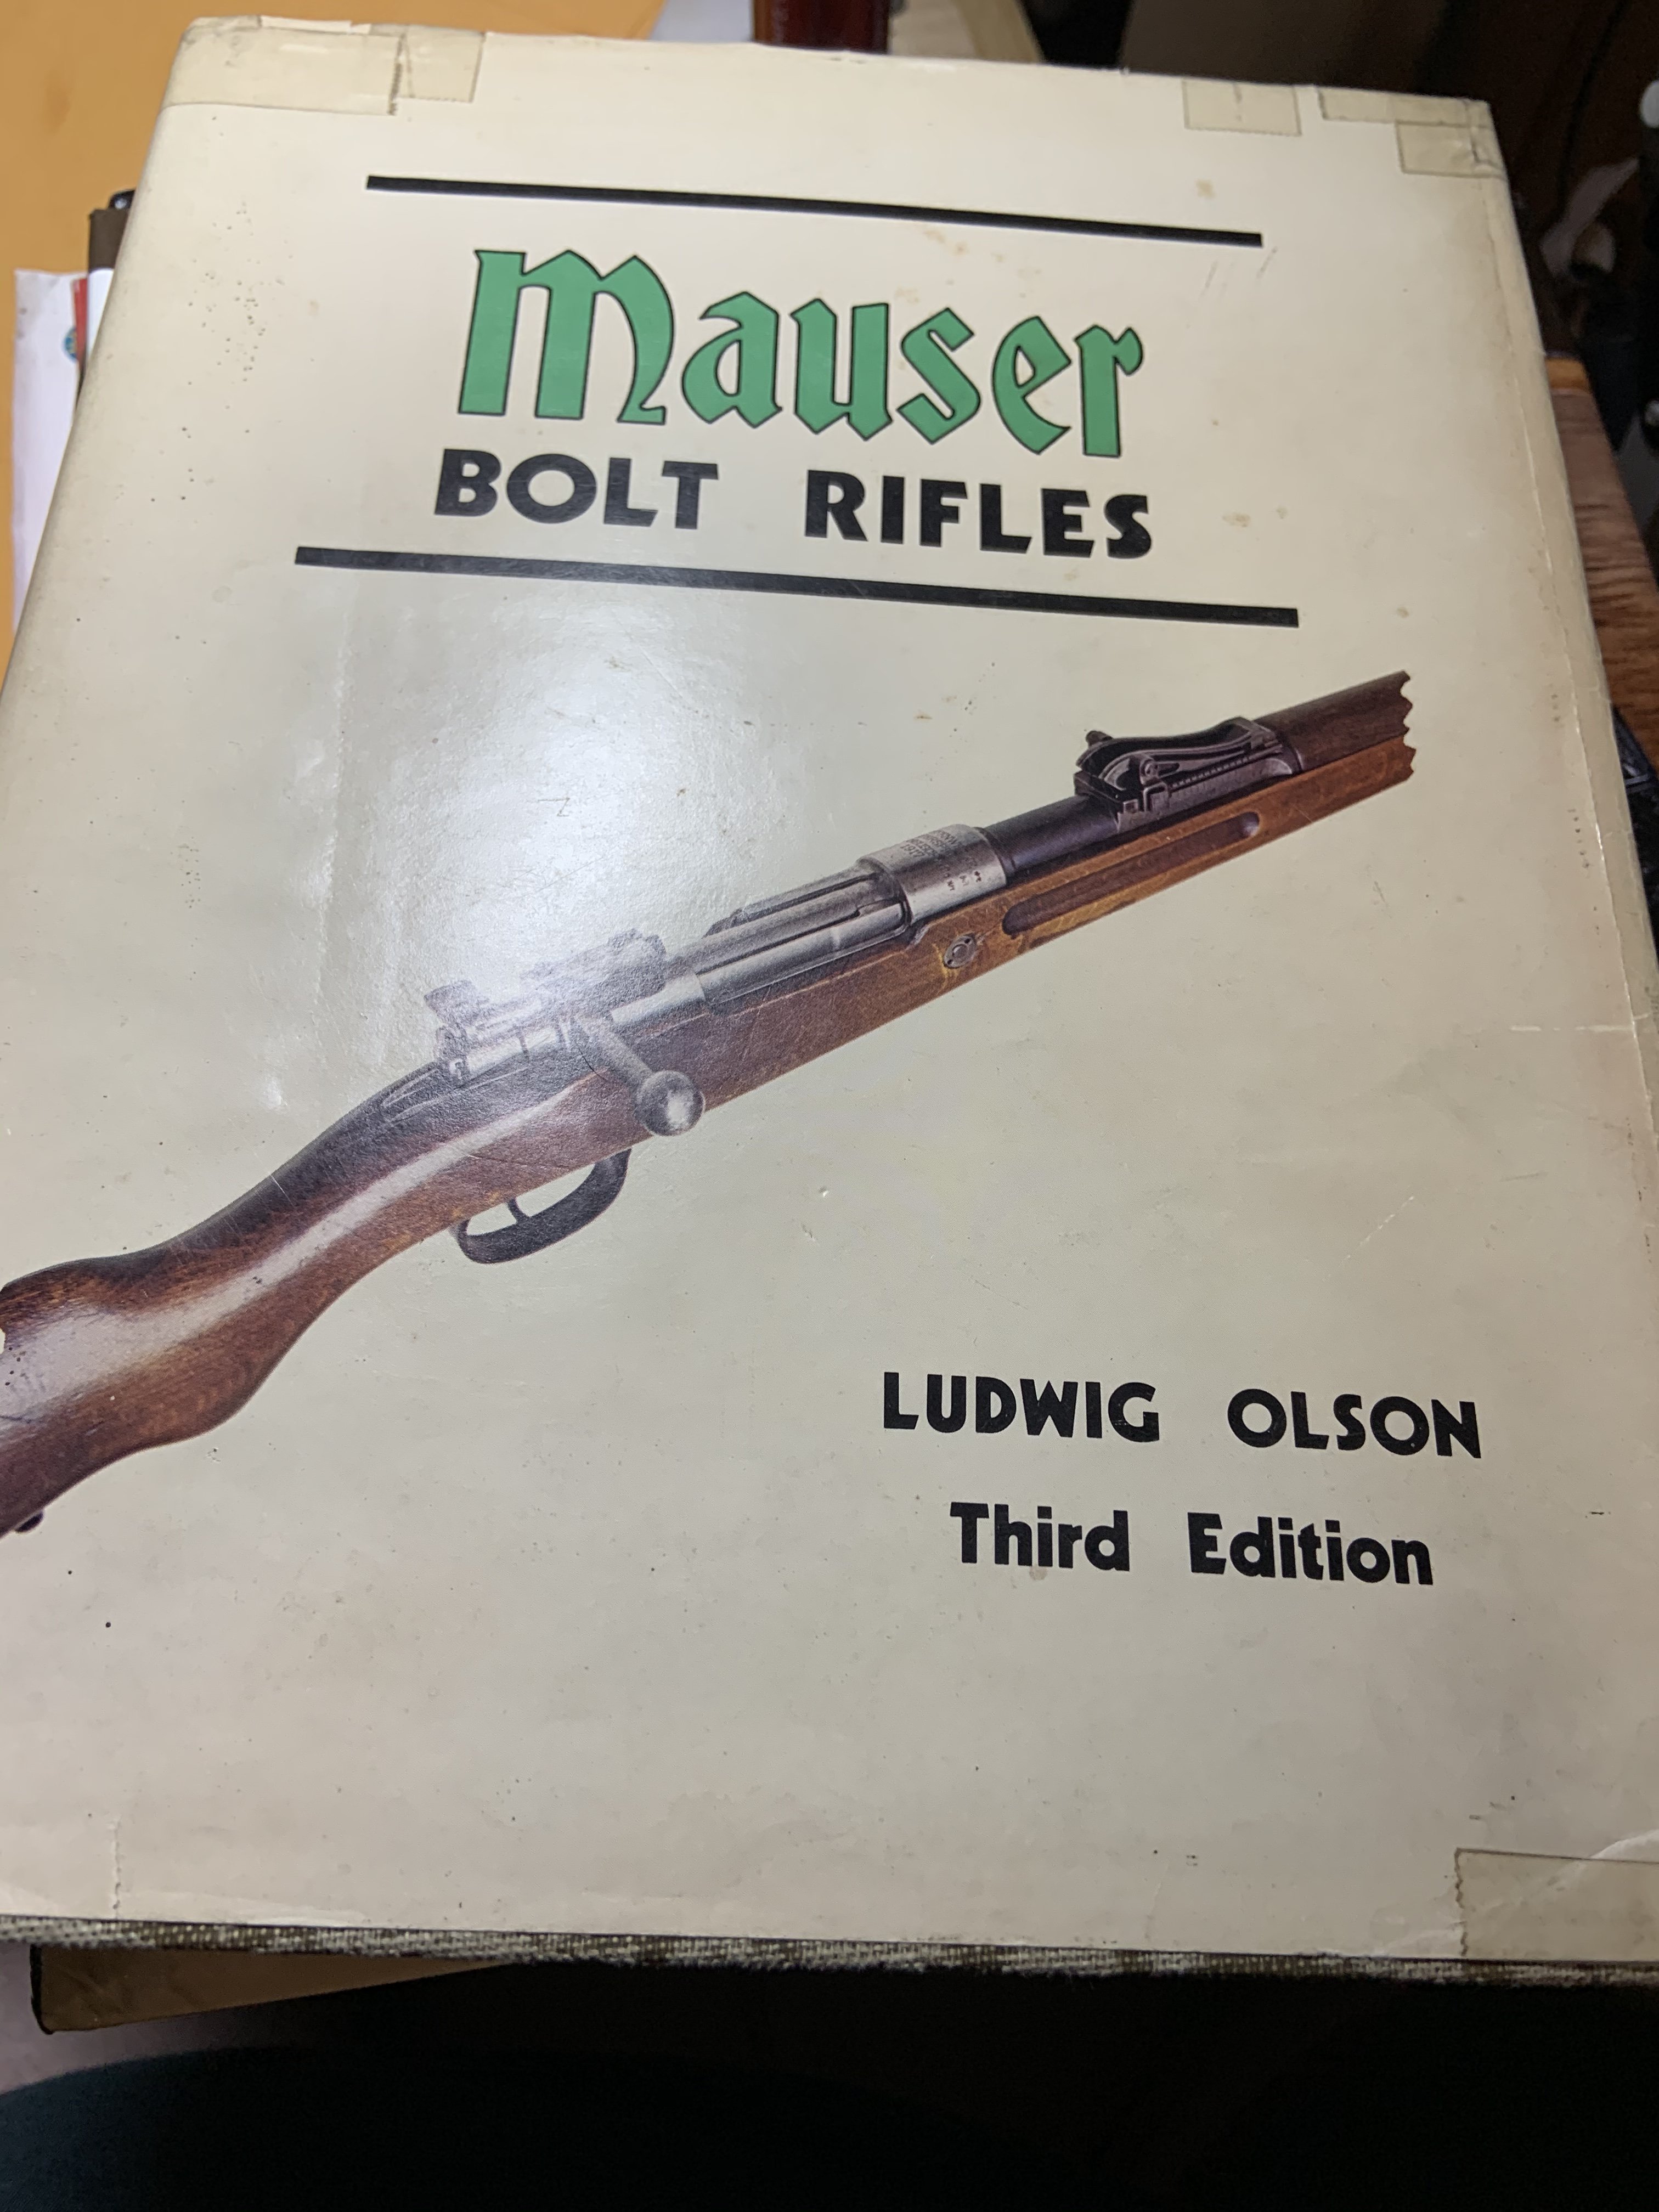 Mauser
BOLT RIFLES
LUDWIG OLSON
Third Edition